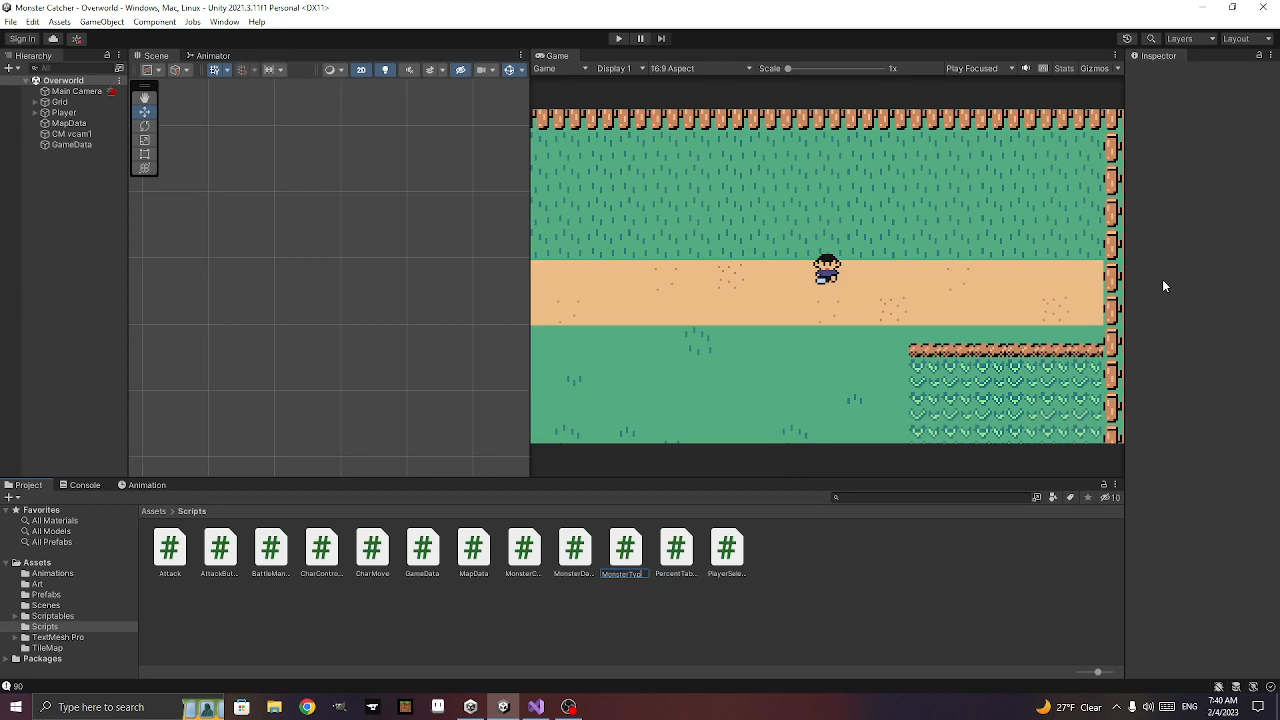 Monster Catcher - Overworld - Windows, Mac, Linux - Unity 2021.3.11f1 Personal <DX11>
File Edit Assets GameObject Component Jobs Window Help
Sign In Layers Layout
Hierarchy Scene Animator Game Inspector
All 2D Game Display 1 16:9 Aspect Scale 1x Play Focused Stats Gizmos
Overworld
Main Camera
Grid
Player
MapData
CM vcam1
GameData
Project Console Animation
10
Favorites
All Materials
All Models
All Prefabs
Assets
Animations
Art
Prefabs
Scenes
Scriptables
Scripts
TextMesh Pro
TileMap
Packages
Assets > Scripts
# # # # # # # # # # # #
Attack AttackBut... BattleMan... CharContro... CharMove GameData MapData MonsterC... MonsterDa... MonsterTyp PercentTab... PlayerSele...
90
Type here to search
27°F Clear
7:40 AM
2/4/2023